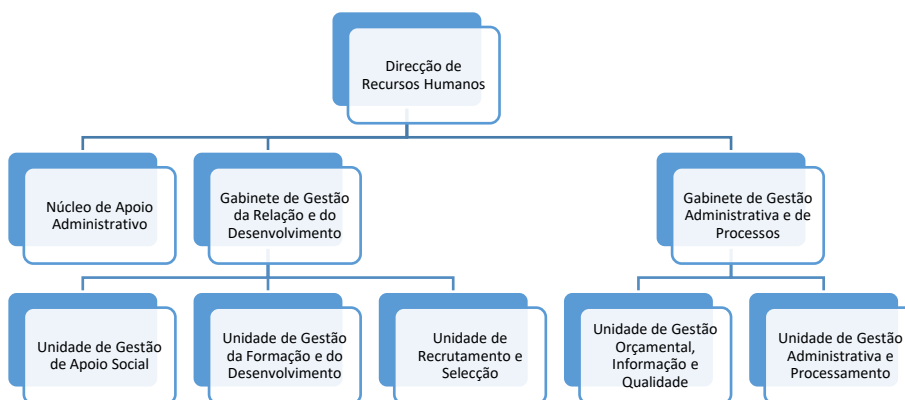 Direcção de
Recursos Humanos
Núcleo de Apoio
Administrativo
Gabinete de Gestão
da Relação e do
Desenvolvimento
Gabinete de Gestão
Administrativa e de
Processos
Unidade de Gestão
de Apoio Social
Unidade de Gestão
da Formação e do
Desenvolvimento
Unidade de
Recrutamento e
Selecção
Unidade de Gestão
Orçamental,
Informação e
Qualidade
Unidade de Gestão
Administrativa e
Processamento